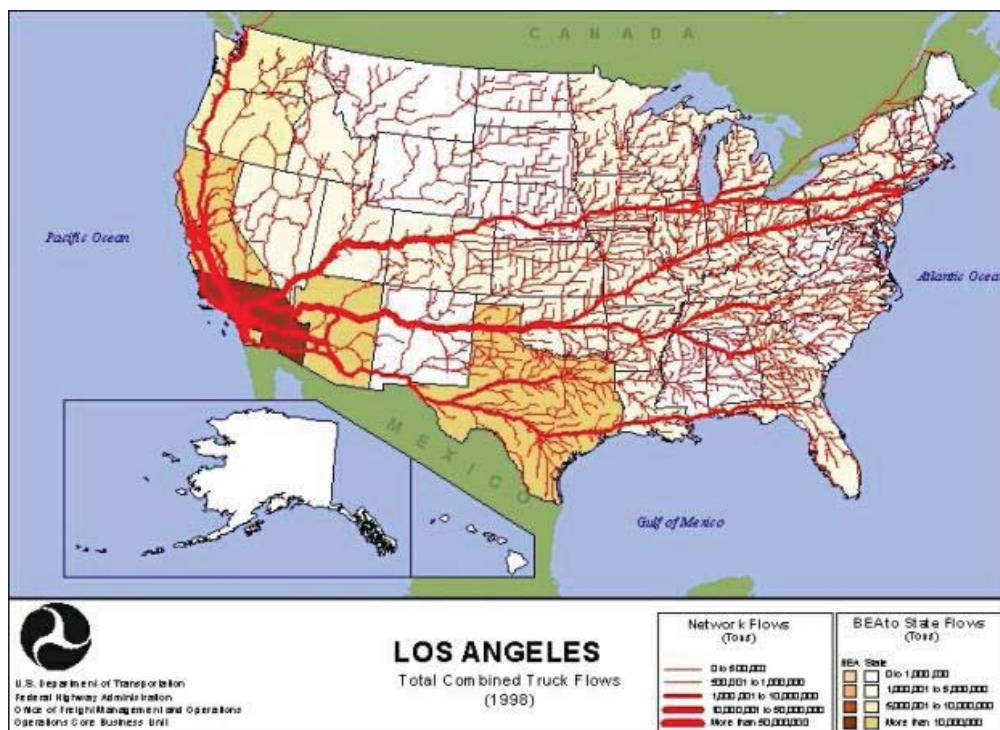 CANADA
Pacific Ocean
Atlantic Ocea
MEXICO
Gulf of Mexico
U.S. Department of Transportation
Federal Highway Administration
Office of Freight Management and Operations
Operations Core Business Unit
LOS ANGELES
Total Combined Truck Flows
(1998)
Network Flows
(Tons)
0 to 500,000
500,001 to 1,000,000
1,000,001 to 10,000,000
10,000,001 to 50,000,000
More than 50,000,000
BEA to State Flows
(Tons)
BEA State
0 to 1,000,000
1,000,001 to 5,000,000
5,000,001 to 10,000,000
More than 10,000,000